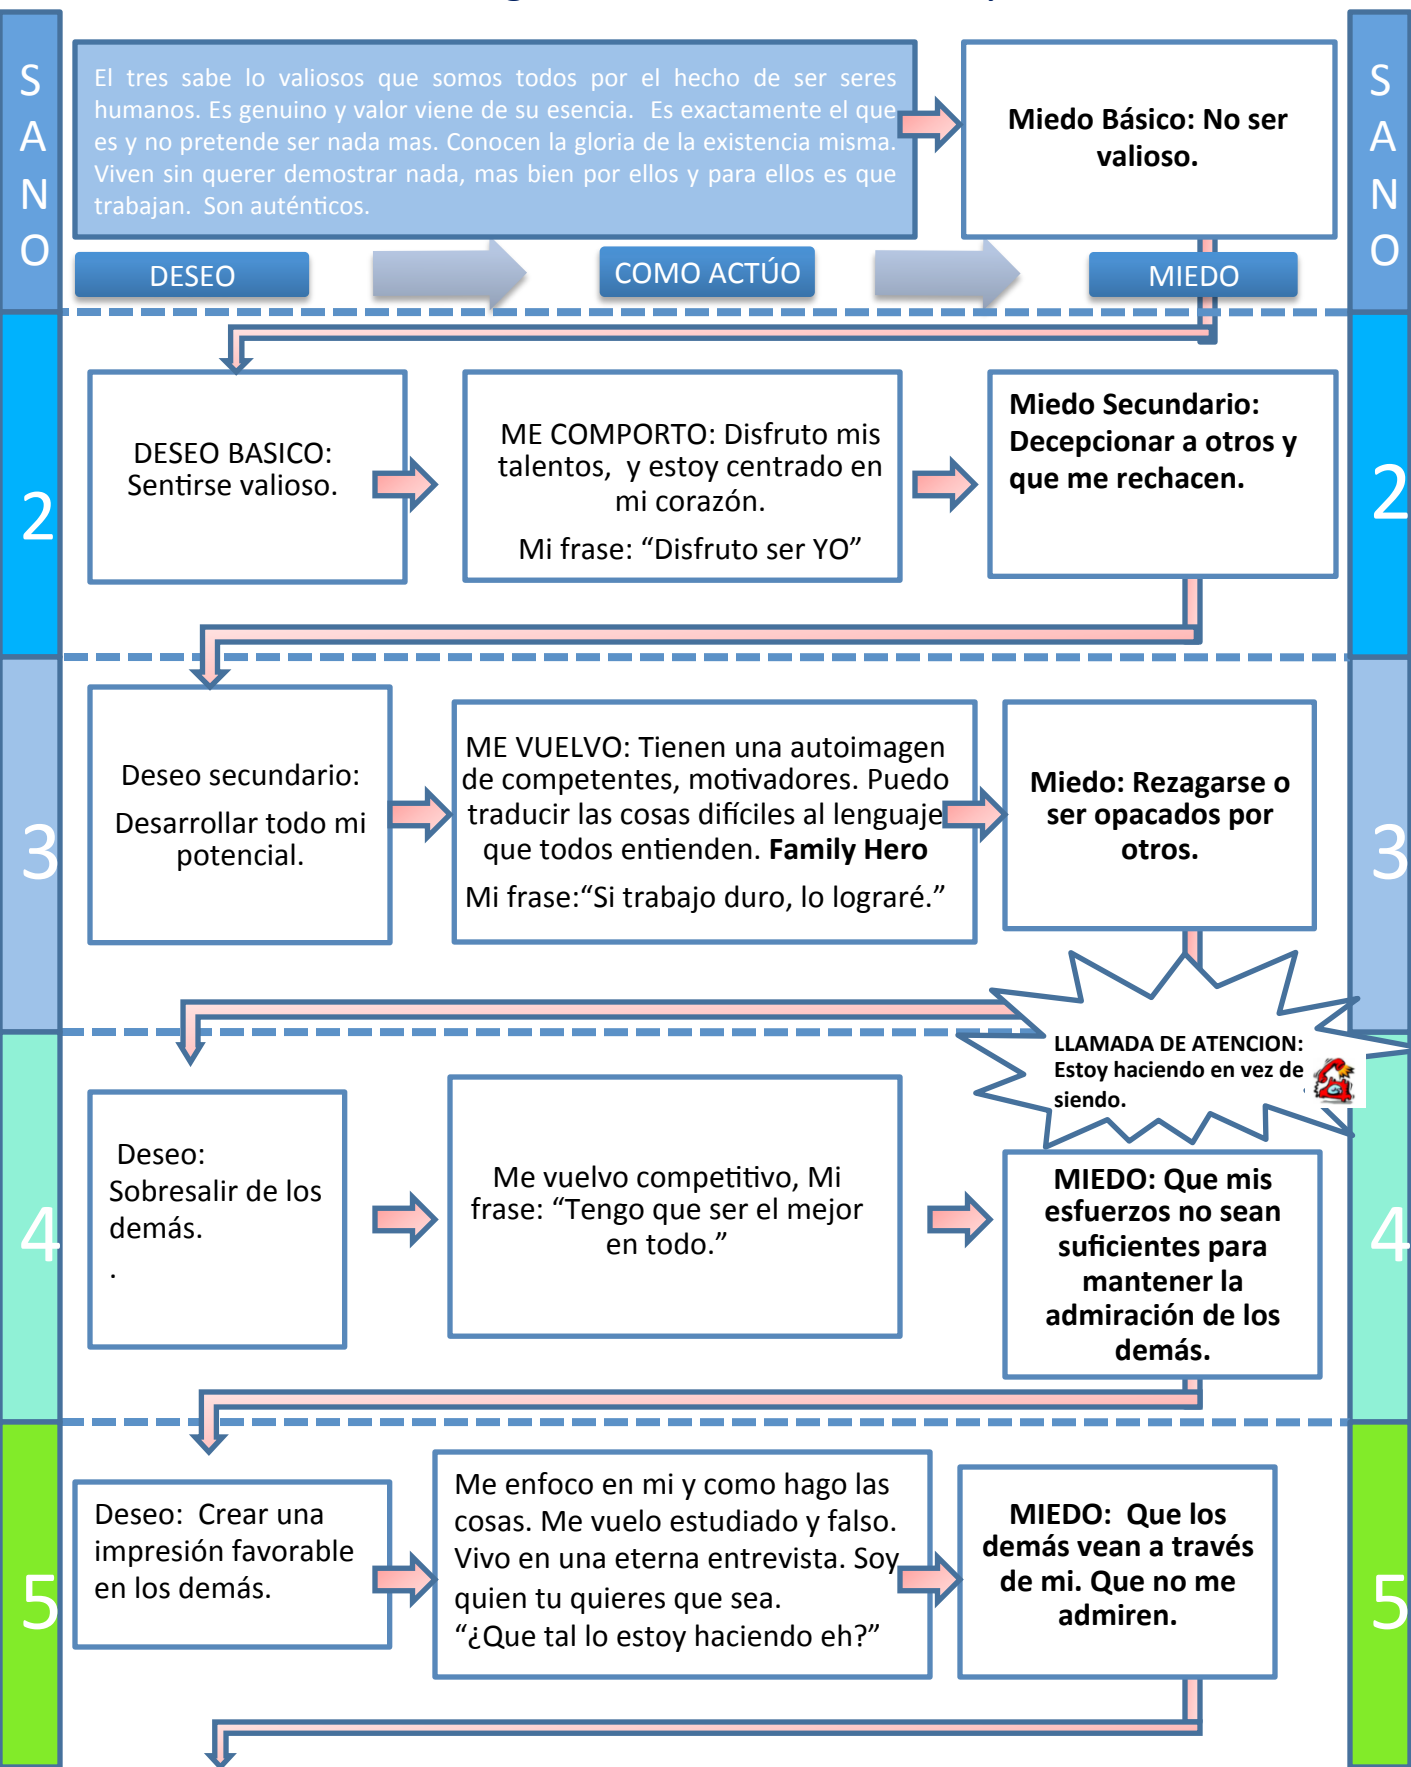 S
A
N
O
El tres sabe lo valiosos que somos todos por el hecho de ser seres
humanos. Es genuino y valor viene de su esencia. Es exactamente el que
es y no pretende ser nada mas. Conocen la gloria de la existencia misma.
Viven sin querer demostrar nada, mas bien por ellos y para ellos es que
trabajan. Son auténticos.
Miedo Básico: No ser
valioso.
S
A
N
O
DESEO
COMO ACTÚO
MIEDO
2
DESEO BASICO:
Sentirse valioso.
ME COMPORTO: Disfruto mis
talentos, y estoy centrado en
mi corazón.
Mi frase: “Disfruto ser YO”
Miedo Secundario:
Decepcionar a otros y
que me rechacen.
2
3
Deseo secundario:
Desarrollar todo mi
potencial.
ME VUELVO: Tienen una autoimagen
de competentes, motivadores. Puedo
traducir las cosas difíciles al lenguaje
que todos entienden. Family Hero
Mi frase:“Si trabajo duro, lo lograré.”
Miedo: Rezagarse o
ser opacados por
otros.
3
LLAMADA DE ATENCION:
Estoy haciendo en vez de
siendo.
4
Deseo:
Sobresalir de los
demás.
.
Me vuelvo competitivo, Mi
frase: “Tengo que ser el mejor
en todo.”
MIEDO: Que mis
esfuerzos no sean
suficientes para
mantener la
admiración de los
demás.
4
5
Deseo: Crear una
impresión favorable
en los demás.
Me enfoco en mi y como hago las
cosas. Me vuelo estudiado y falso.
Vivo en una eterna entrevista. Soy
quien tu quieres que sea.
“¿Que tal lo estoy haciendo eh?”
MIEDO: Que los
demás vean a través
de mi. Que no me
admiren.
5